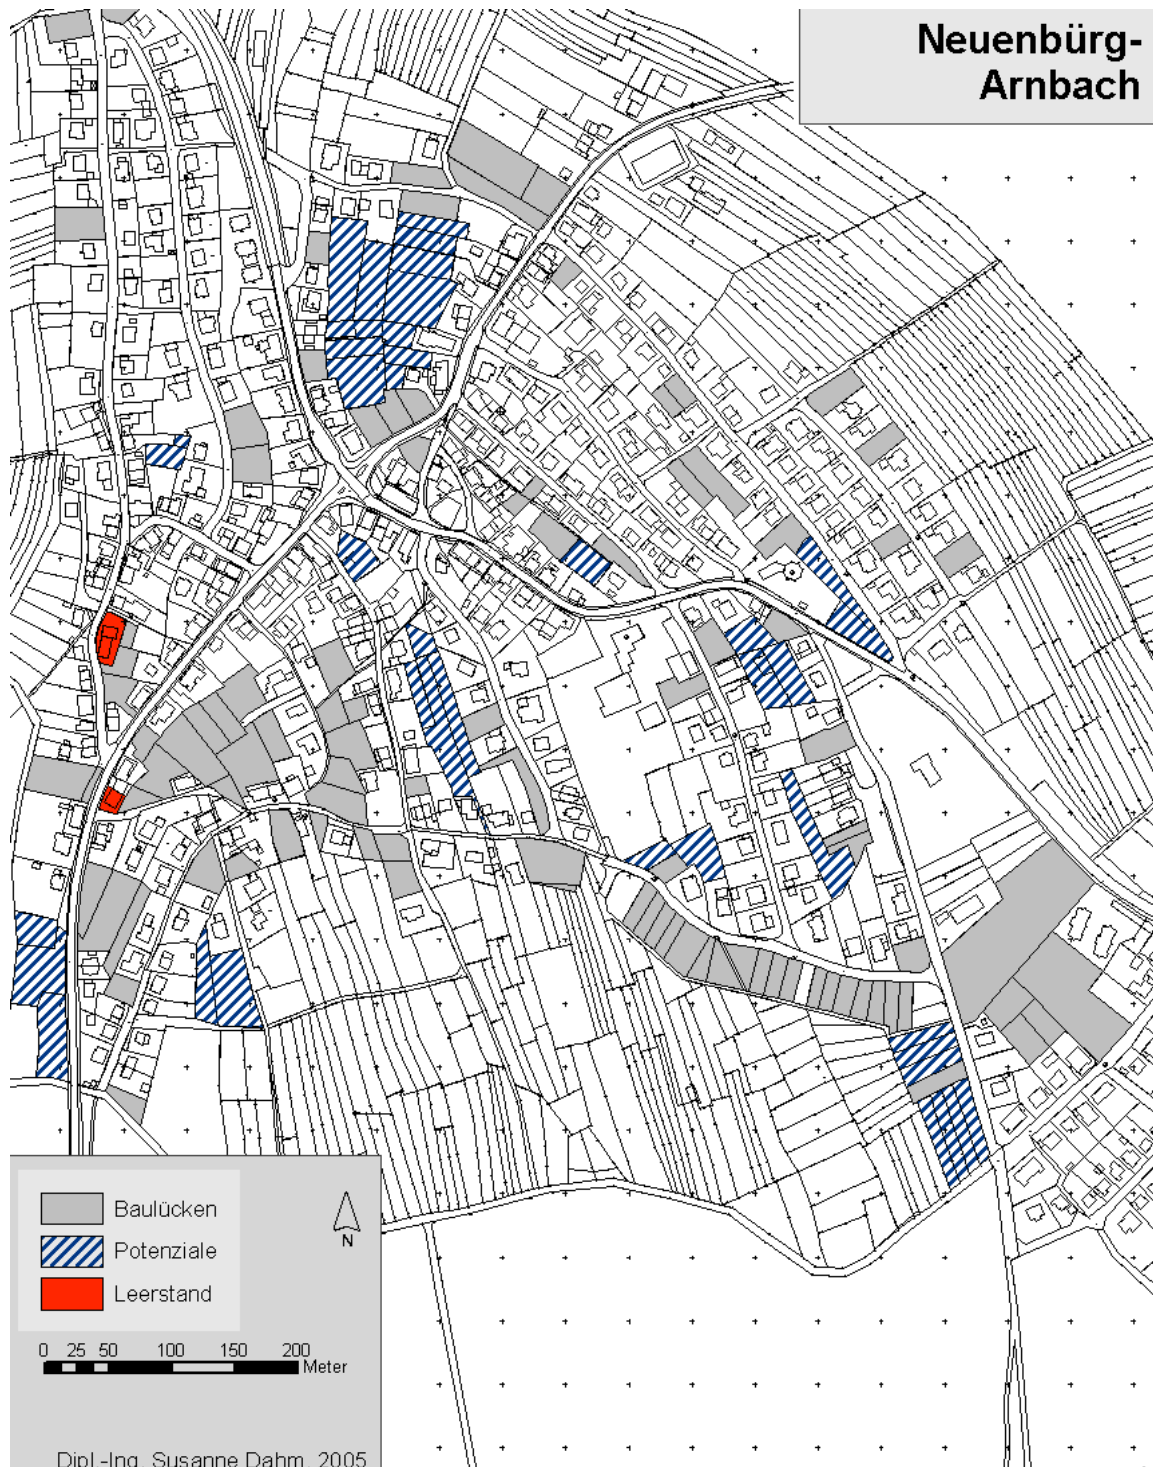 Neuenbürg-
Arnbach
Baulücken
Potenziale
Leerstand
N
0 25 50 100 150 200
Meter
Dipl.-Ing. Susanne Dahm, 2005